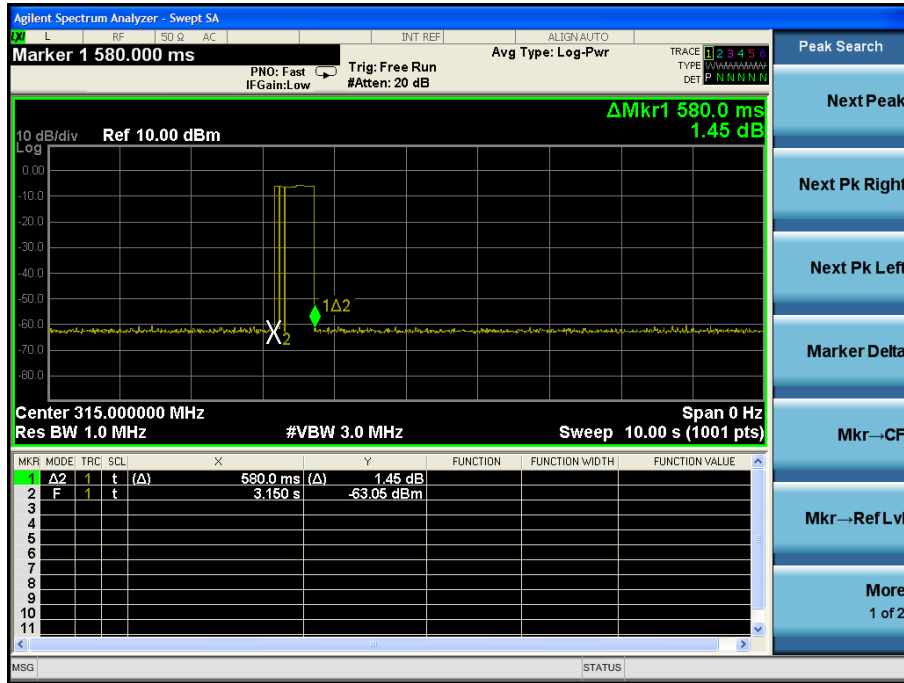 Agilent Spectrum Analyzer - Swept SA
LXI L RF 50 Ω AC INT REF ALIGN AUTO
Marker 1 580.000 ms
PNO: Fast
IFGain:Low
Trig: Free Run
#Atten: 20 dB
Avg Type: Log-Pwr
TRACE 1 2 3 4 5 6
TYPE WWWWWW
DET P N N N N N
Peak Search
Next Peak
Next Pk Right
Next Pk Left
Marker Delta
Mkr→CF
Mkr→Ref Lvl
More
1 of 2
ΔMkr1 580.0 ms
1.45 dB
10 dB/div Ref 10.00 dBm
Log
0.00
-10.0
-20.0
-30.0
-40.0
-50.0
-60.0
-70.0
-80.0
1Δ2
X2
Center 315.000000 MHz Span 0 Hz
Res BW 1.0 MHz #VBW 3.0 MHz Sweep 10.00 s (1001 pts)
MKR MODE TRC SCL X Y FUNCTION FUNCTION WIDTH FUNCTION VALUE
1 Δ2 1 t (Δ) 580.0 ms (Δ) 1.45 dB
2 F 1 t 3.150 s -63.05 dBm
3
4
5
6
7
8
9
10
11
MSG STATUS